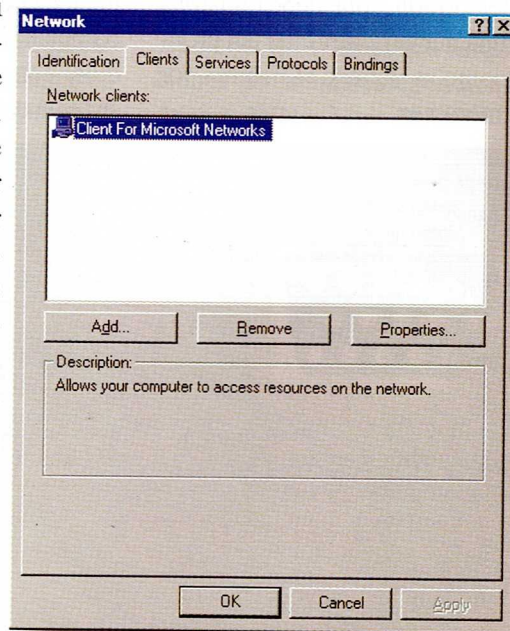 Network
Identification Clients Services Protocols Bindings
Network clients:
Client For Microsoft Networks
Add... Remove Properties...
Description:
Allows your computer to access resources on the network.
OK Cancel Apply